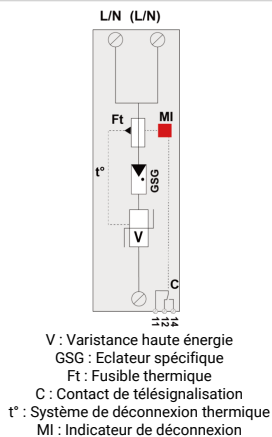 L/N (L/N)
Ft
MI
t°
GSG
V
C
11 12 14
V : Varistance haute énergie
GSG : Eclateur spécifique
Ft : Fusible thermique
C : Contact de télésignalisation
t° : Système de déconnexion thermique
MI : Indicateur de déconnexion